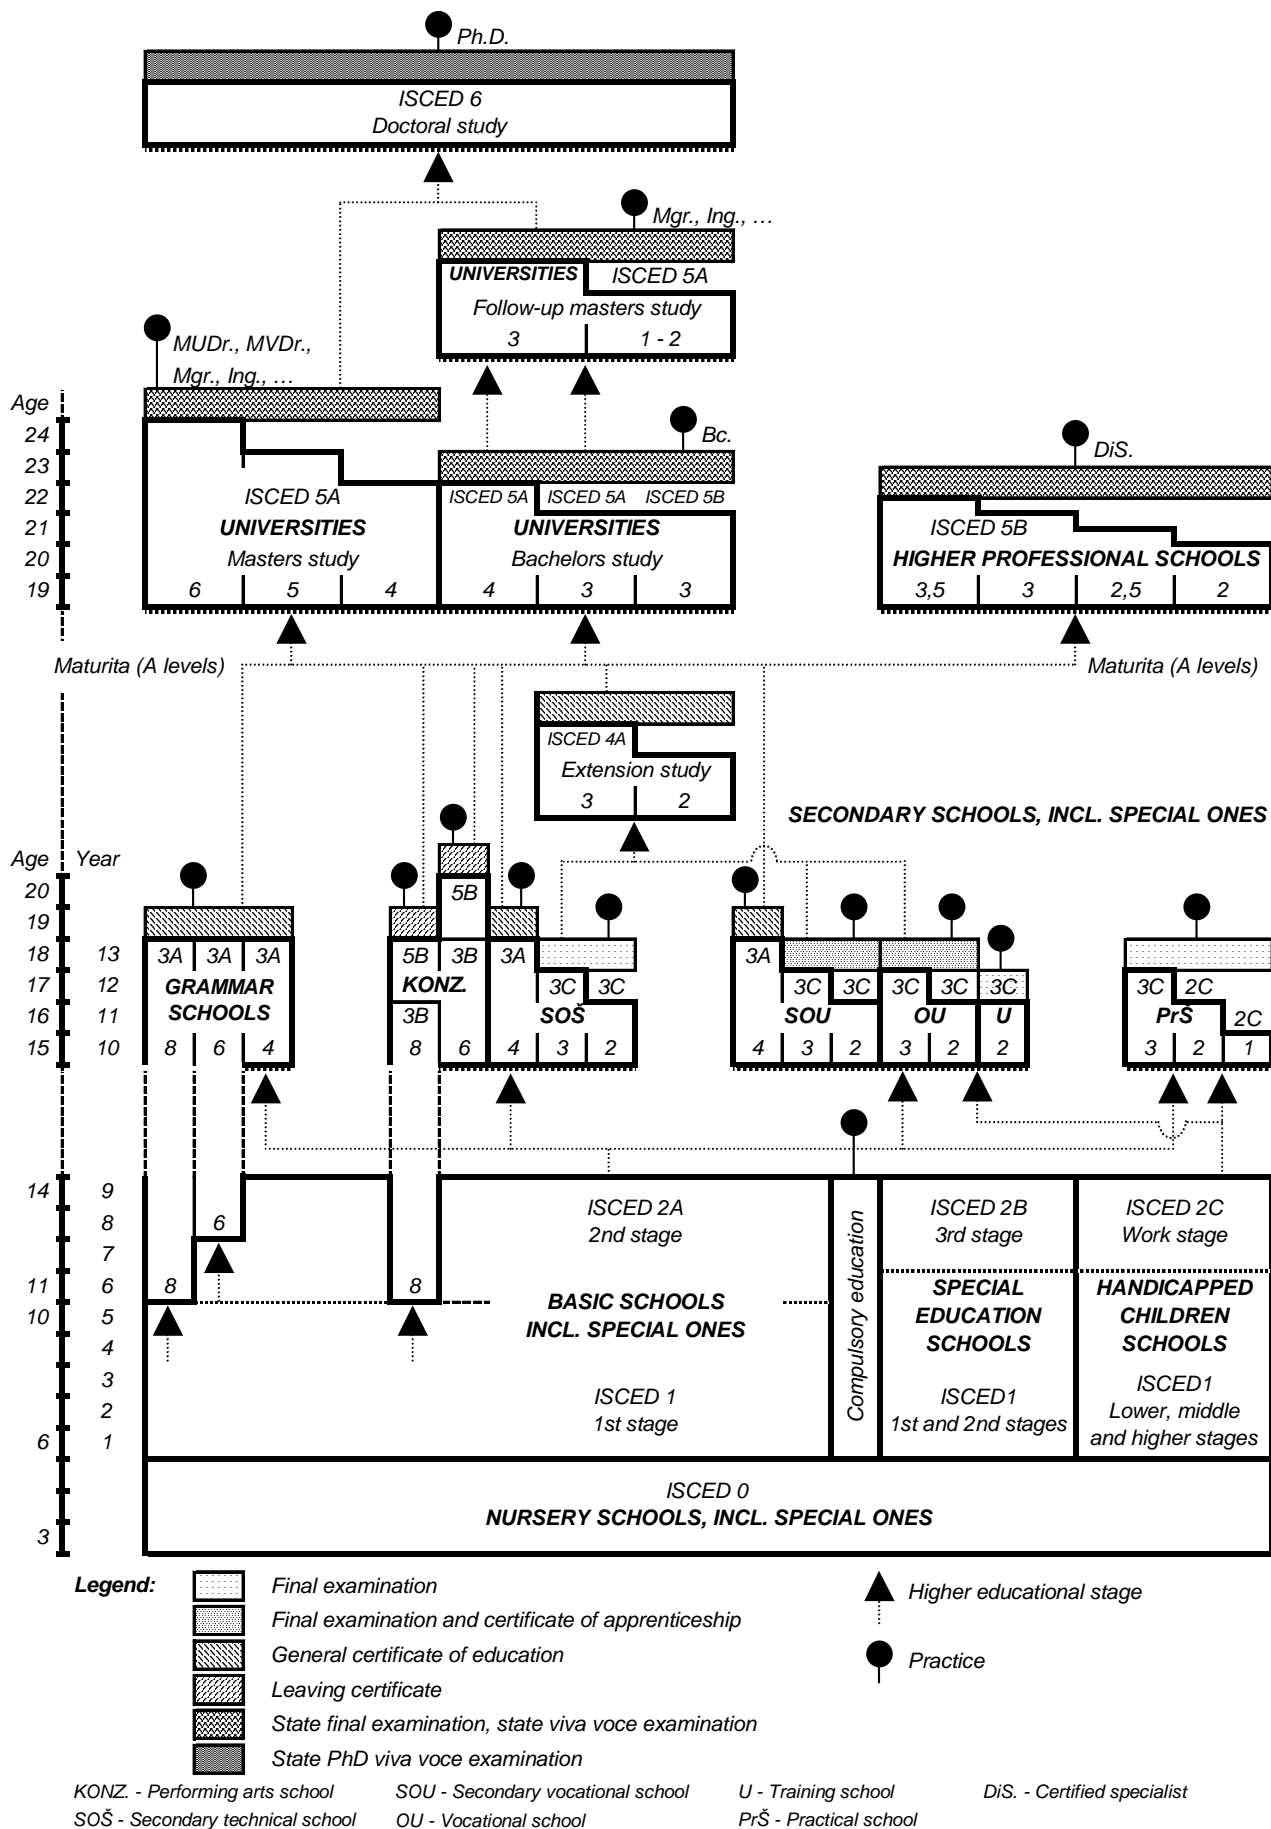 Ph.D.
ISCED 6
Doctoral study
Mgr., Ing., …
UNIVERSITIES ISCED 5A
Follow-up masters study
3 1 - 2
MUDr., MVDr.,
Mgr., Ing., …
Age
24 Bc. DiS.
23
22 ISCED 5A ISCED 5A ISCED 5A ISCED 5B
21 UNIVERSITIES UNIVERSITIES ISCED 5B
20 Masters study Bachelors study HIGHER PROFESSIONAL SCHOOLS
19 6 5 4 4 3 3 3,5 3 2,5 2
Maturita (A levels) Maturita (A levels)
ISCED 4A
Extension study
3 2
SECONDARY SCHOOLS, INCL. SPECIAL ONES
Age Year
20 5B
19
18 13 3A 3A 3A 5B 3B 3A 3A
17 12 GRAMMAR KONZ. 3C 3C 3C 3C 3C 3C 3C 3C 2C
16 11 SCHOOLS 3B SOŠ SOU OU U PrŠ 2C
15 10 8 6 4 8 6 4 3 2 4 3 2 3 2 2 3 2 1
14 9 ISCED 2A ISCED 2B ISCED 2C
8 6 2nd stage 3rd stage Work stage
7
11 6 8 8 SPECIAL HANDICAPPED
10 5 BASIC SCHOOLS EDUCATION CHILDREN
4 INCL. SPECIAL ONES SCHOOLS SCHOOLS
Compulsory education
3 ISCED 1 ISCED1 ISCED1
2 1st stage 1st and 2nd stages Lower, middle
6 1 and higher stages
ISCED 0
NURSERY SCHOOLS, INCL. SPECIAL ONES
3
Legend: Final examination Higher educational stage
Final examination and certificate of apprenticeship
General certificate of education Practice
Leaving certificate
State final examination, state viva voce examination
State PhD viva voce examination
KONZ. - Performing arts school SOU - Secondary vocational school U - Training school DiS. - Certified specialist
SOŠ - Secondary technical school OU - Vocational school PrŠ - Practical school